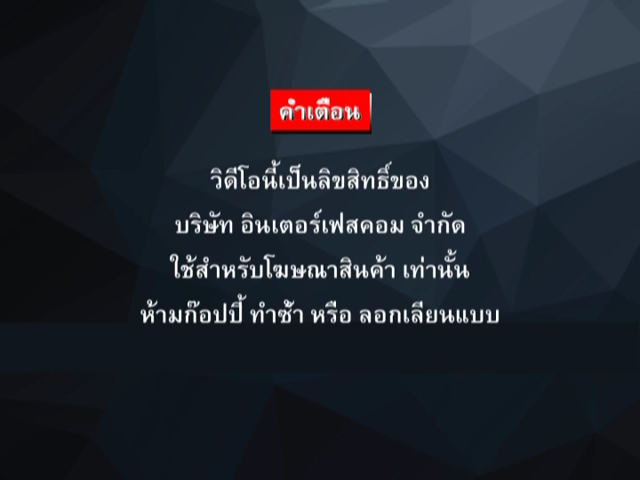 คำเตือน
วิดีโอนี้เป็นลิขสิทธิ์ของ
บริษัท อินเตอร์เฟสคอม จำกัด
ใช้สำหรับโฆษณาสินค้า เท่านั้น
ห้ามก๊อปปี้ ทำซ้ำ หรือ ลอกเลียนแบบ